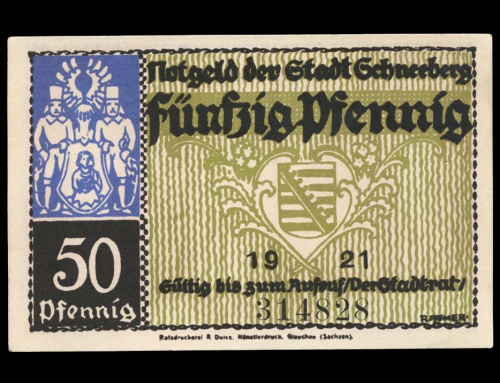 Notgeld der Stadt Schneeberg
Fünfzig Pfennig
50
Pfennig
19 21
Gültig bis zum Aufruf/Der Stadtrat/
314828
Ratsdruckerei R. Dulce, Künstlerdruck, Glauchau (Sachsen).